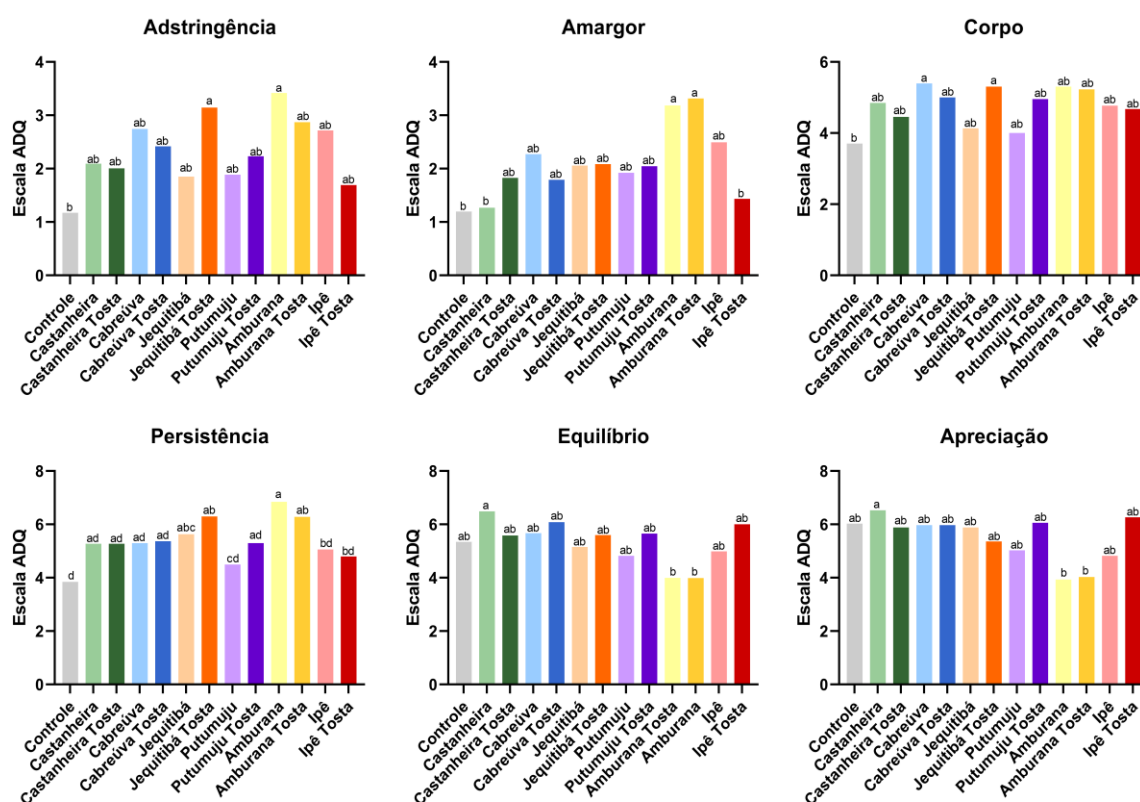 Adstringência
Escala ADQ
4
3
2
1
0
b
ab
ab
ab
ab
ab
a
ab
ab
a
ab
ab
ab
Controle
Castanheira
Castanheira Tosta
Cabreúva
Cabreúva Tosta
Jequitibá
Jequitibá Tosta
Putumuju
Putumuju Tosta
Amburana
Amburana Tosta
Ipê
Ipê Tosta
Amargor
Escala ADQ
4
3
2
1
0
b
b
ab
ab
ab
ab
ab
ab
ab
a
a
ab
b
Controle
Castanheira
Castanheira Tosta
Cabreúva
Cabreúva Tosta
Jequitibá
Jequitibá Tosta
Putumuju
Putumuju Tosta
Amburana
Amburana Tosta
Ipê
Ipê Tosta
Corpo
Escala ADQ
6
4
2
0
b
ab
ab
a
ab
ab
a
ab
ab
ab
ab
ab
ab
Controle
Castanheira
Castanheira Tosta
Cabreúva
Cabreúva Tosta
Jequitibá
Jequitibá Tosta
Putumuju
Putumuju Tosta
Amburana
Amburana Tosta
Ipê
Ipê Tosta
Persistência
Escala ADQ
8
6
4
2
0
d
ad
ad
ad
ad
abc
ab
cd
ad
a
ab
bd
bd
Controle
Castanheira
Castanheira Tosta
Cabreúva
Cabreúva Tosta
Jequitibá
Jequitibá Tosta
Putumuju
Putumuju Tosta
Amburana
Amburana Tosta
Ipê
Ipê Tosta
Equilíbrio
Escala ADQ
8
6
4
2
0
ab
a
ab
ab
ab
ab
ab
ab
ab
b
b
ab
ab
Controle
Castanheira
Castanheira Tosta
Cabreúva
Cabreúva Tosta
Jequitibá
Jequitibá Tosta
Putumuju
Putumuju Tosta
Amburana Tosta
Amburana
Ipê
Ipê Tosta
Apreciação
Escala ADQ
8
6
4
2
0
ab
a
ab
ab
ab
ab
ab
ab
ab
b
b
ab
ab
Controle
Castanheira
Castanheira Tosta
Cabreúva
Cabreúva Tosta
Jequitibá
Jequitibá Tosta
Putumuju
Putumuju Tosta
Amburana
Amburana Tosta
Ipê
Ipê Tosta